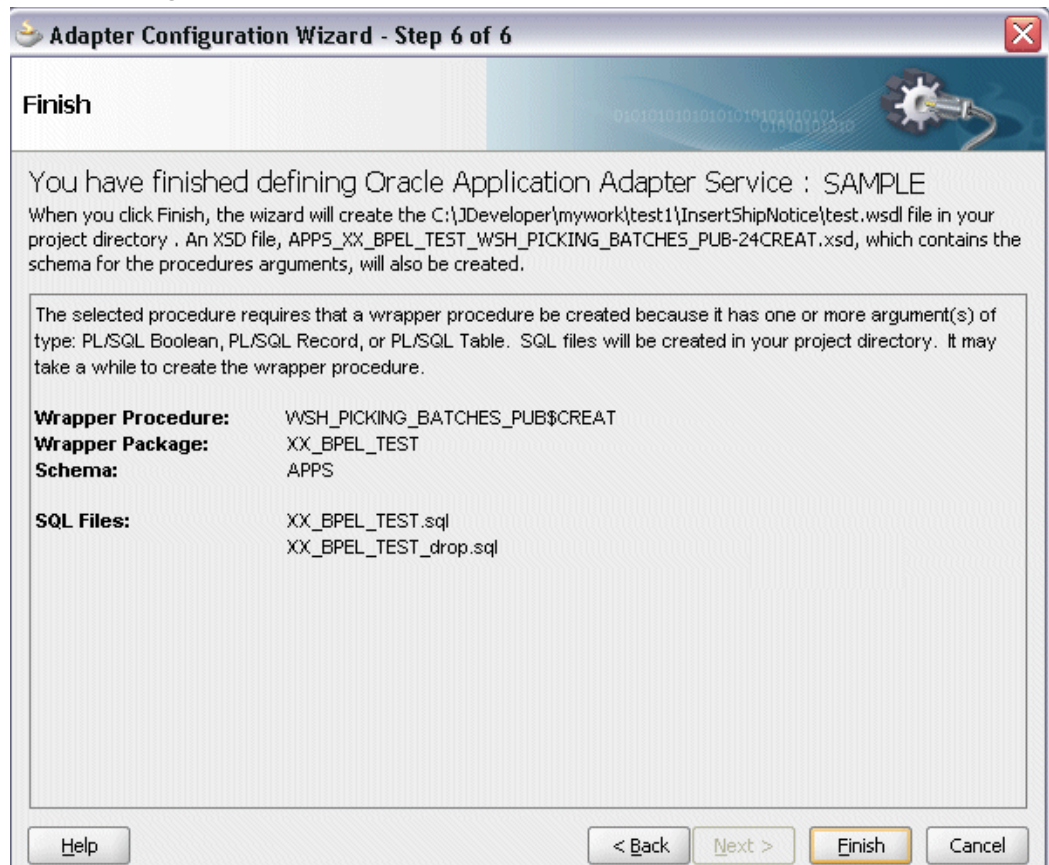 Adapter Configuration Wizard - Step 6 of 6
Finish
You have finished defining Oracle Application Adapter Service : SAMPLE
When you click Finish, the wizard will create the C:\JDeveloper\mywork\test1\InsertShipNotice\test.wsdl file in your
project directory . An XSD file, APPS_XX_BPEL_TEST_WSH_PICKING_BATCHES_PUB-24CREAT.xsd, which contains the
schema for the procedures arguments, will also be created.
The selected procedure requires that a wrapper procedure be created because it has one or more argument(s) of
type: PL/SQL Boolean, PL/SQL Record, or PL/SQL Table. SQL files will be created in your project directory. It may
take a while to create the wrapper procedure.
Wrapper Procedure: WSH_PICKING_BATCHES_PUB$CREAT
Wrapper Package: XX_BPEL_TEST
Schema: APPS
SQL Files: XX_BPEL_TEST.sql
XX_BPEL_TEST_drop.sql
Help < Back Next > Finish Cancel